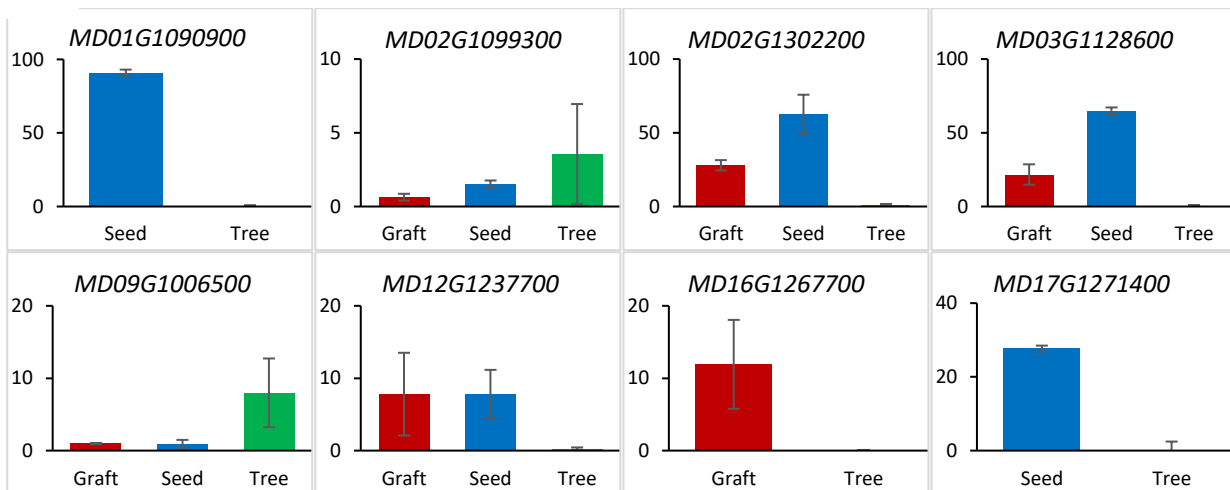 MD01G1090900
100
50
0
Seed Tree
MD02G1099300
10
5
0
Graft Seed Tree
MD02G1302200
100
50
0
Graft Seed Tree
MD03G1128600
100
50
0
Graft Seed Tree
MD09G1006500
20
10
0
Graft Seed Tree
MD12G1237700
20
10
0
Graft Seed Tree
MD16G1267700
20
10
0
Graft Tree
MD17G1271400
40
20
0
Seed Tree